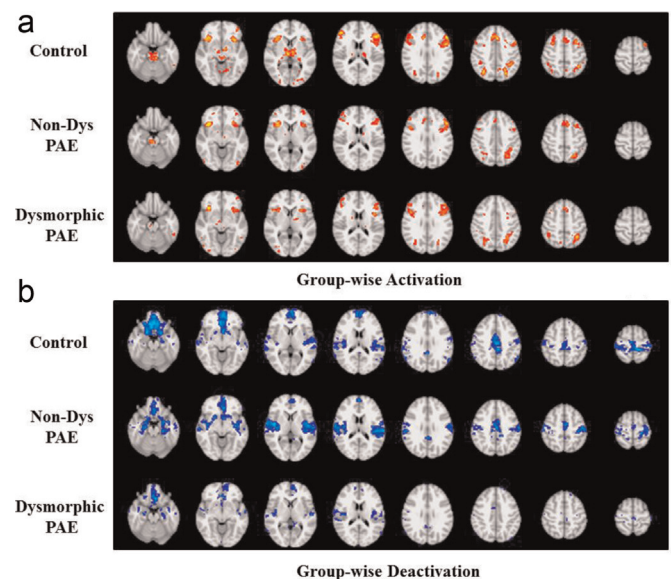 a
Control
Non-Dys
PAE
Dysmorphic
PAE
Group-wise Activation
b
Control
Non-Dys
PAE
Dysmorphic
PAE
Group-wise Deactivation